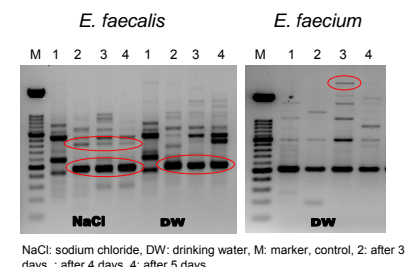 E. faecalis
E. faecium
M 1 2 3 4 1 2 3 4
M 1 2 3 4
NaCl DW
DW
NaCl: sodium chloride, DW: drinking water, M: marker, control, 2: after 3
days, : after 4 days, 4: after 5 days